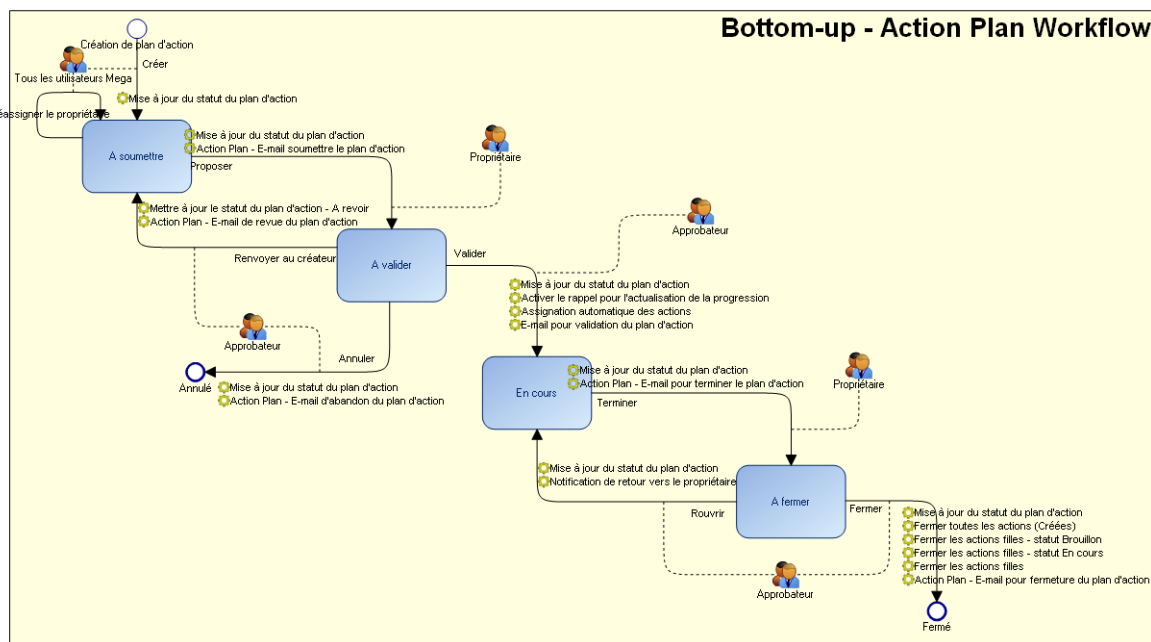 Bottom-up - Action Plan Workflow
Création de plan d'action
Créer
Tous les utilisateurs Mega
Mise à jour du statut du plan d'action
éassigner le propriétaire
A soumettre
Mise à jour du statut du plan d'action
Action Plan - E-mail soumettre le plan d'action
Proposer
Propriétaire
Mettre à jour le statut du plan d'action - A revoir
Action Plan - E-mail de revue du plan d'action
Approbateur
Renvoyer au créateur
A valider
Valider
Mise à jour du statut du plan d'action
Activer le rappel pour l'actualisation de la progression
Assignation automatique des actions
E-mail pour validation du plan d'action
Approbateur
Annuler
Annulé
Mise à jour du statut du plan d'action
Action Plan - E-mail d'abandon du plan d'action
En cours
Mise à jour du statut du plan d'action
Action Plan - E-mail pour terminer le plan d'action
Terminer
Propriétaire
Mise à jour du statut du plan d'action
Notification de retour vers le propriétaire
Rouvrir
A fermer
Fermer
Mise à jour du statut du plan d'action
Fermer toutes les actions (Créées)
Fermer les actions filles - statut Brouillon
Fermer les actions filles - statut En cours
Fermer les actions filles
Action Plan - E-mail pour fermeture du plan d'action
Approbateur
Fermé